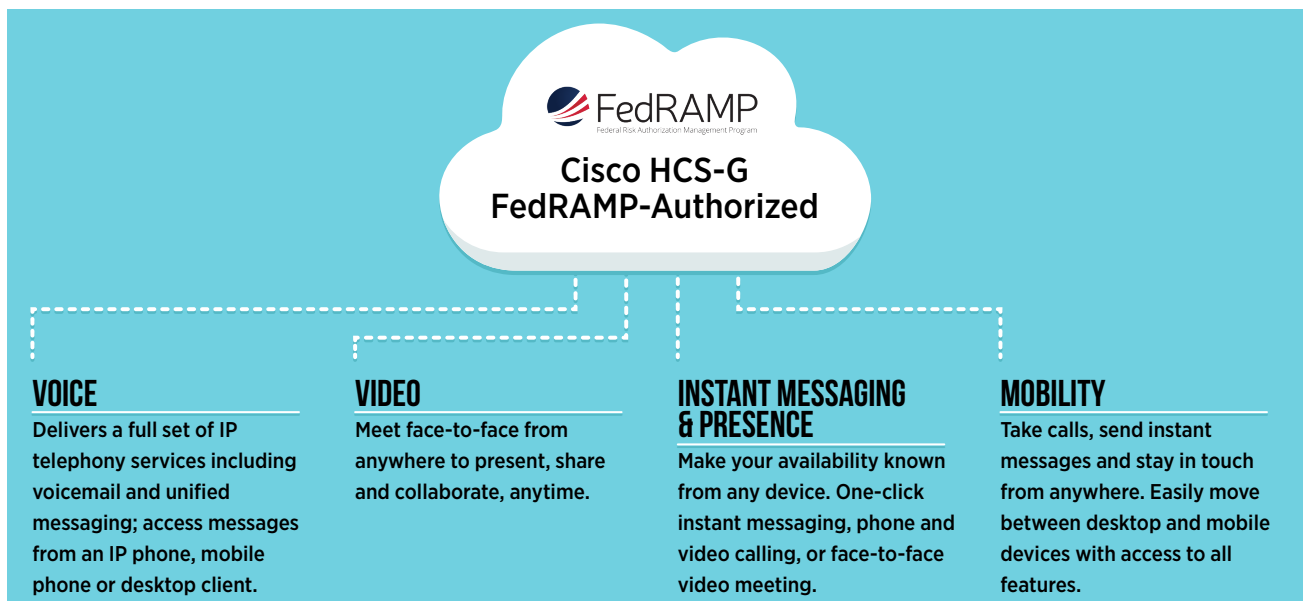 FedRAMP
Federal Risk Authorization Management Program
Cisco HCS-G
FedRAMP-Authorized
VOICE
Delivers a full set of IP
telephony services including
voicemail and unified
messaging; access messages
from an IP phone, mobile
phone or desktop client.
VIDEO
Meet face-to-face from
anywhere to present, share
and collaborate, anytime.
INSTANT MESSAGING
& PRESENCE
Make your availability known
from any device. One-click
instant messaging, phone and
video calling, or face-to-face
video meeting.
MOBILITY
Take calls, send instant
messages and stay in touch
from anywhere. Easily move
between desktop and mobile
devices with access to all
features.